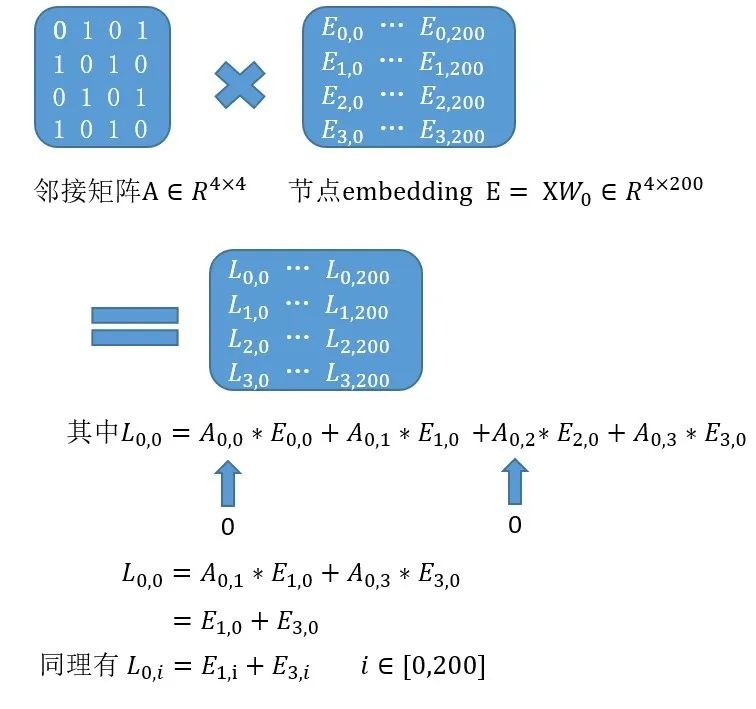 0 1 0 1
1 0 1 0
0 1 0 1
1 0 1 0
×
E₀,₀ ⋯ E₀,₂₀₀
E₁,₀ ⋯ E₁,₂₀₀
E₂,₀ ⋯ E₂,₂₀₀
E₃,₀ ⋯ E₃,₂₀₀
邻接矩阵A ∈ R⁴ˣ⁴
节点embedding E = XW₀ ∈ R⁴ˣ²⁰⁰
=
L₀,₀ ⋯ L₀,₂₀₀
L₁,₀ ⋯ L₁,₂₀₀
L₂,₀ ⋯ L₂,₂₀₀
L₃,₀ ⋯ L₃,₂₀₀
其中L₀,₀ = A₀,₀ * E₀,₀ + A₀,₁ * E₁,₀ +A₀,₂* E₂,₀ + A₀,₃ * E₃,₀
0 0
L₀,₀ = A₀,₁ * E₁,₀ + A₀,₃ * E₃,₀
= E₁,₀ + E₃,₀
同理有 L₀,ᵢ = E₁,ᵢ + E₃,ᵢ i ∈ [0,200]